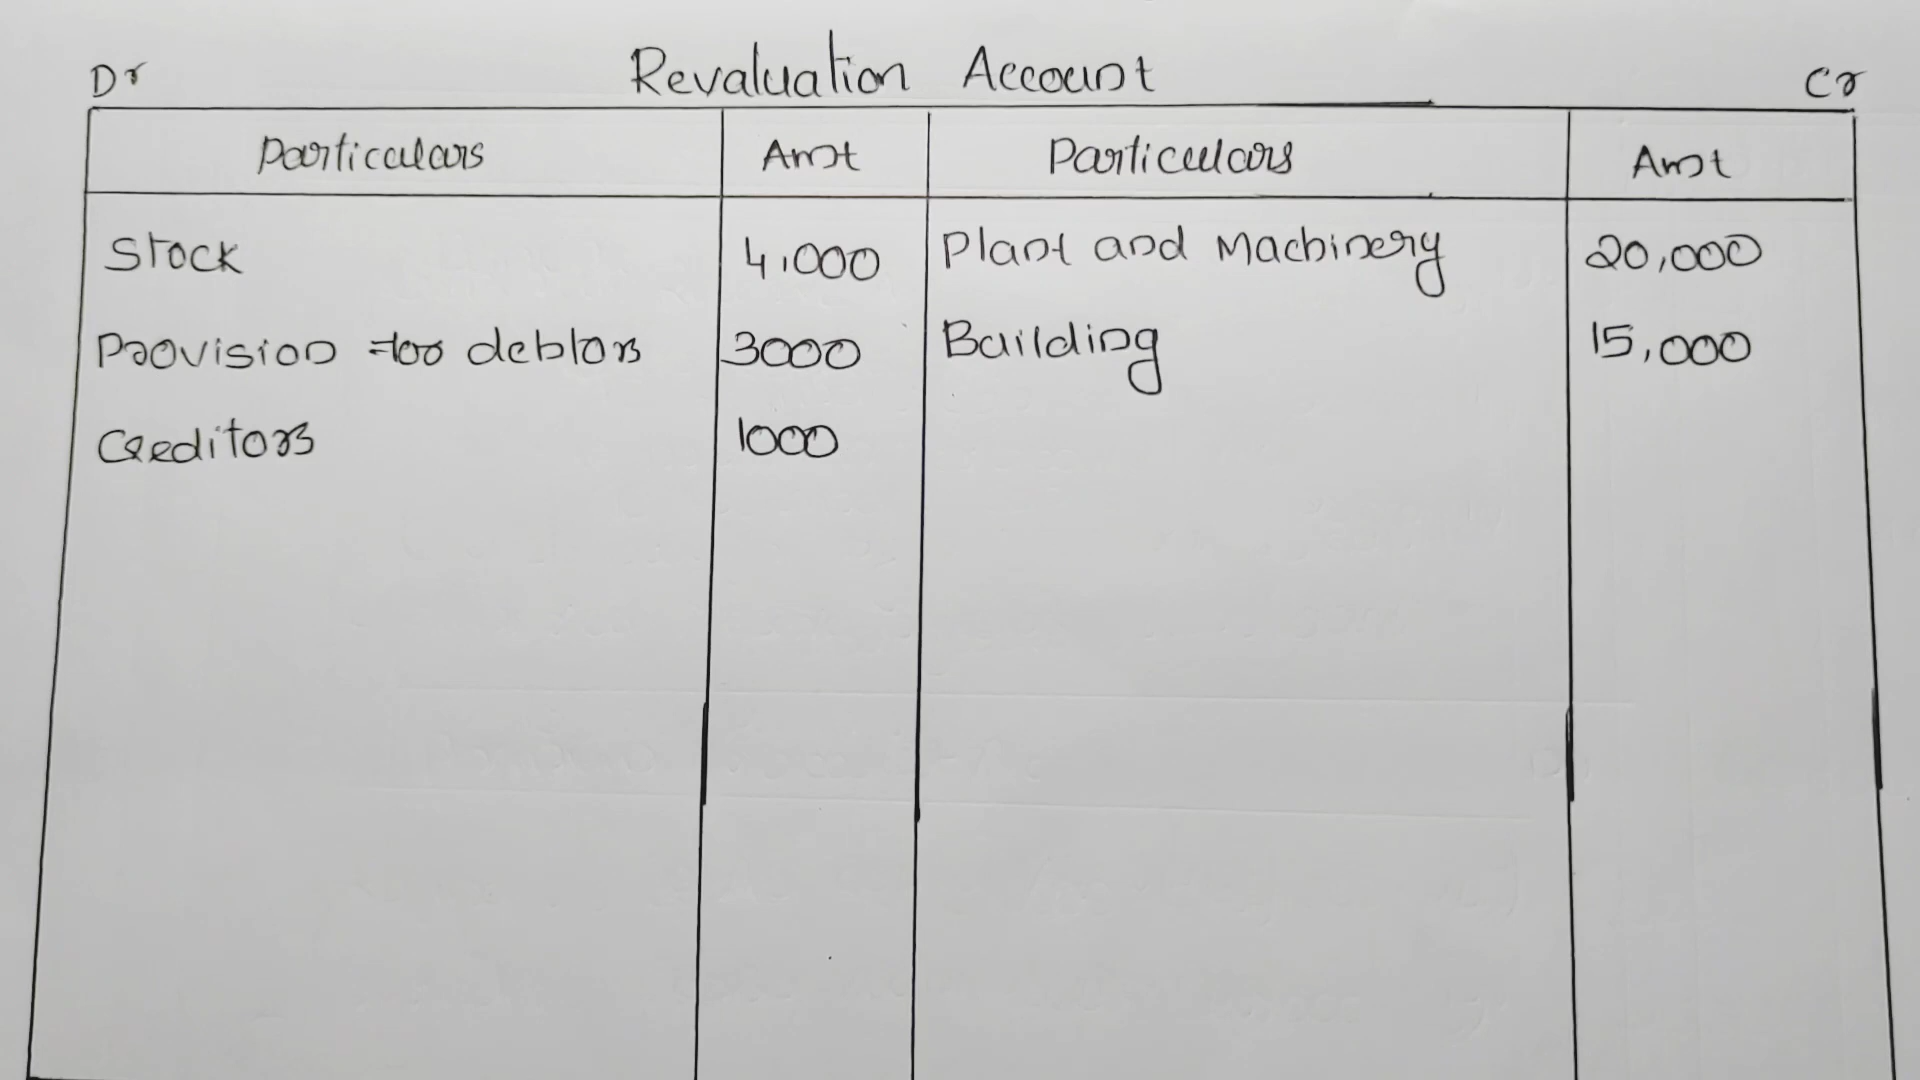 Dr Revaluation Account Cr
Particulars Amt Particulars Amt
Stock 4,000 Plant and Machinery 20,000
Provision for debtors 3000 Building 15,000
Creditors 1000